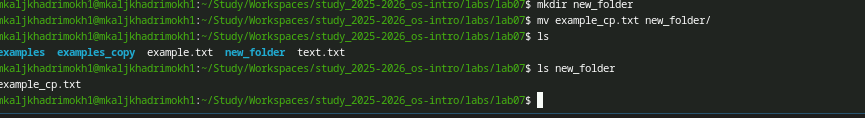 mkaljkhadrimokh1@mkaljkhadrimokh1:~/Study/Workspaces/study_2025-2026_os-intro/labs/lab07$ mkdir new_folder
mkaljkhadrimokh1@mkaljkhadrimokh1:~/Study/Workspaces/study_2025-2026_os-intro/labs/lab07$ mv example_cp.txt new_folder/
mkaljkhadrimokh1@mkaljkhadrimokh1:~/Study/Workspaces/study_2025-2026_os-intro/labs/lab07$ ls
examples examples_copy example.txt new_folder text.txt
mkaljkhadrimokh1@mkaljkhadrimokh1:~/Study/Workspaces/study_2025-2026_os-intro/labs/lab07$ ls new_folder
example_cp.txt
mkaljkhadrimokh1@mkaljkhadrimokh1:~/Study/Workspaces/study_2025-2026_os-intro/labs/lab07$